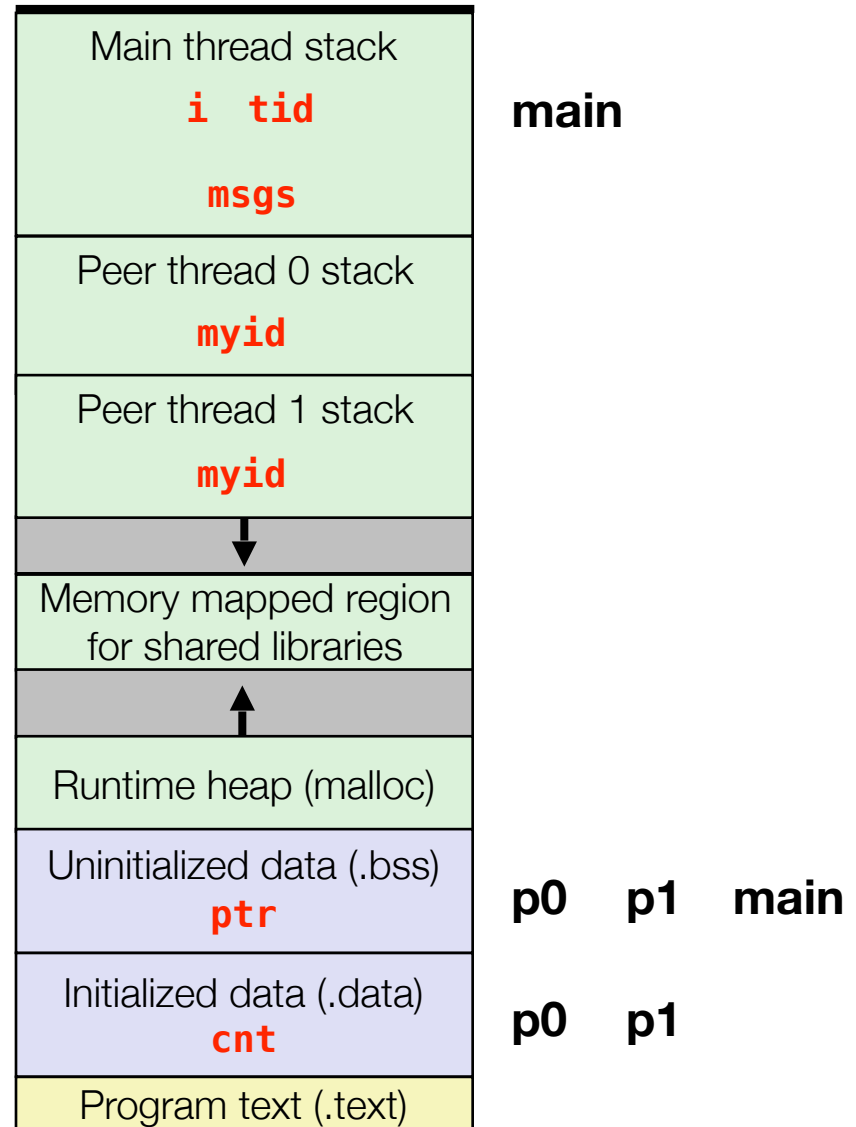 Main thread stack
i tid main
msgs
Peer thread 0 stack
myid
Peer thread 1 stack
myid
Memory mapped region
for shared libraries
Runtime heap (malloc)
Uninitialized data (.bss)
ptr p0 p1 main
Initialized data (.data)
cnt p0 p1
Program text (.text)